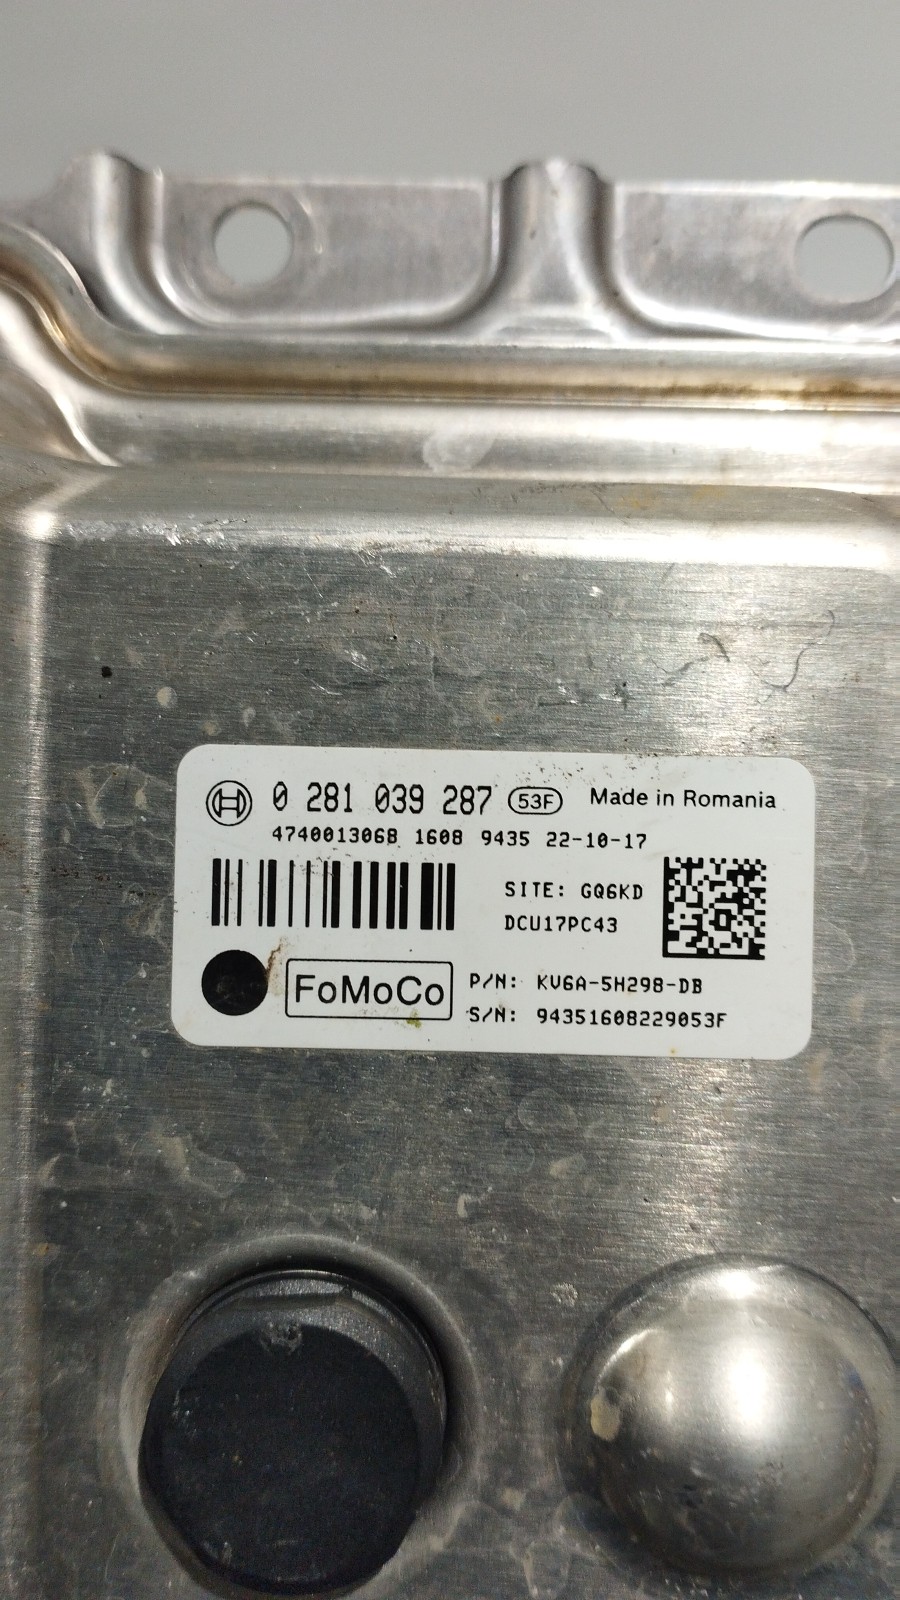 0 281 039 287 53F Made in Romania
4740013068 1608 9435 22-10-17
SITE: GQ6KD
DCU17PC43
FoMoCo
P/N: KV6A-5H298-DB
S/N: 94351608229053F